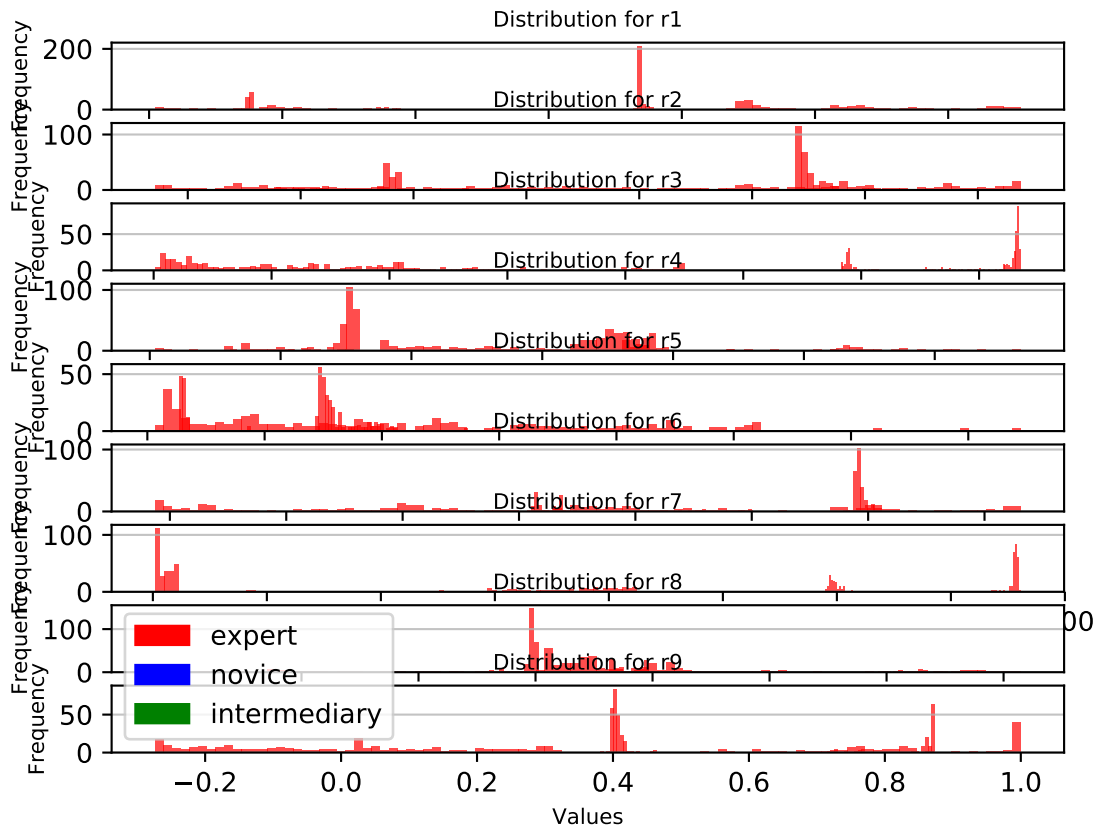 Distribution for r1
Frequency
200
0
Distribution for r2
Frequency
100
0
Distribution for r3
Frequency
50
0
Distribution for r4
Frequency
100
0
Distribution for r5
Frequency
50
0
Distribution for r6
Frequency
100
0
Distribution for r7
Frequency
100
0
Distribution for r8
00
Frequency
100
0
expert
novice
intermediary
Distribution for r9
Frequency
50
0
−0.2 0.0 0.2 0.4 0.6 0.8 1.0
Values